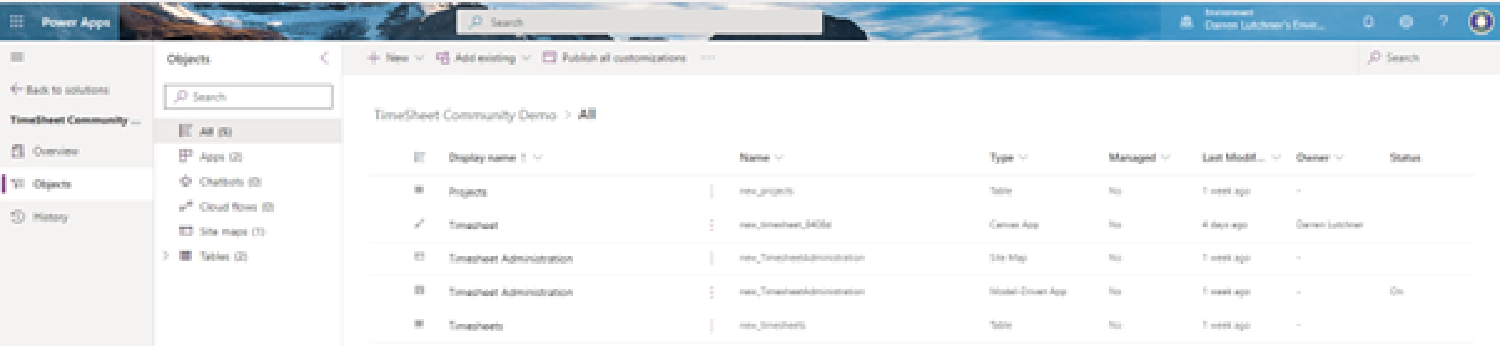 Power Apps
Search
Environment
Darren Lutchner's Envir...
?
Back to solutions
TimeSheet Community ...
Overview
Objects
History
Objects
Search
All (5)
Apps (2)
Chatbots (0)
Cloud flows (0)
Site maps (1)
Tables (2)
New Add existing Publish all customizations ... Search
TimeSheet Community Demo > All
Display name ↑ Name Type Managed Last Modif... Owner Status
Projects new_projects Table No 1 week ago -
Timesheet new_timesheet_8408d Canvas App No 4 days ago Darren Lutchner
Timesheet Administration new_TimesheetAdministration Site Map No 1 week ago -
Timesheet Administration new_TimesheetAdministration Model-Driven App No 1 week ago - On
Timesheets new_timesheets Table No 1 week ago -